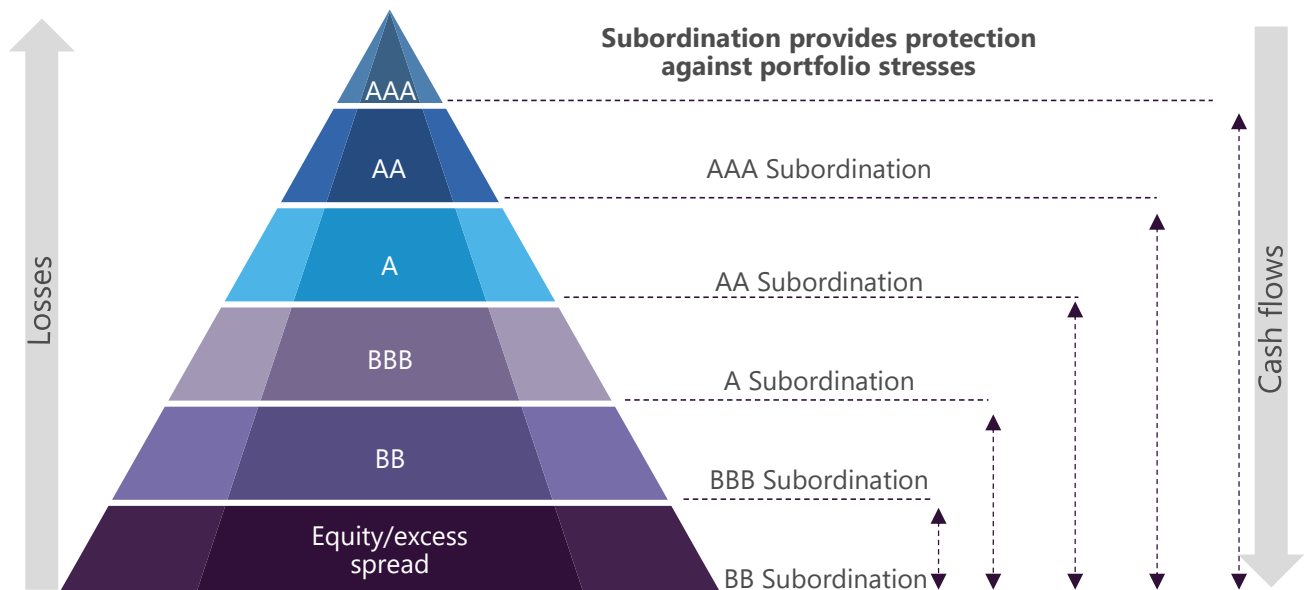 Subordination provides protection
against portfolio stresses
AAA
AA
AAA Subordination
A
AA Subordination
Losses
Cash flows
BBB
A Subordination
BB
BBB Subordination
Equity/excess
spread
BB Subordination